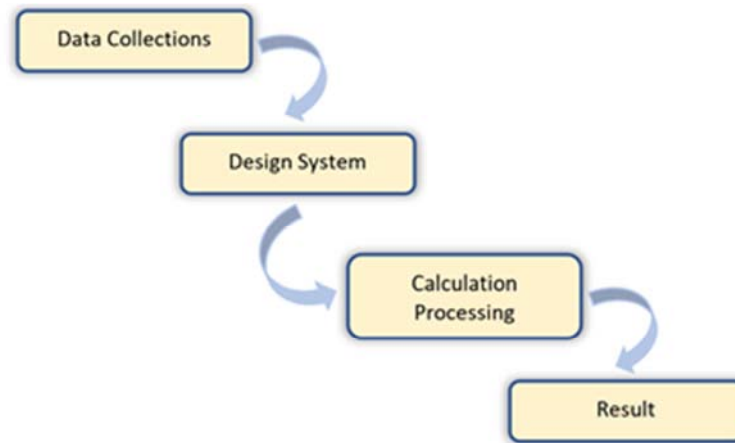 Data Collections
Design System
Calculation
Processing
Result